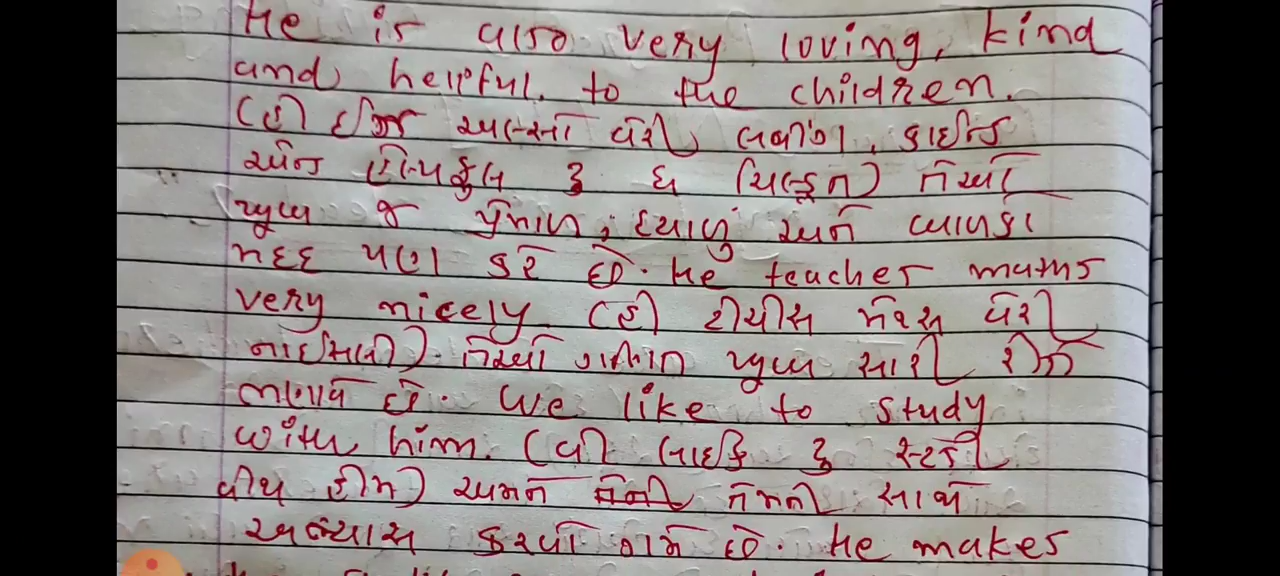 He is also very loving, kind
and helpful. to the children.
(હી ઈઝ અલ્સો વેરી લવીંગ, કાઈન્ડ
એન્ડ હેલ્પફુલ ટુ ધ ચિલ્ડ્રન) તેઓ
ખુબ જ પ્રેમાળ, દયાળુ અને બાળકો
મદદ પણ કરે છે. He teacher maths
very nicely. (હી ટીચીસ મેથ્સ વેરી
નાઈસલી). તેઓ ગણિત ખુબ સારી રીતે
ભણાવે છે. We like to study
with him. (વી લાઈક ટુ સ્ટડી
વીથ હીમ) અમને તેમની સાથે
અભ્યાસ કરવો ગમે છે. He makes